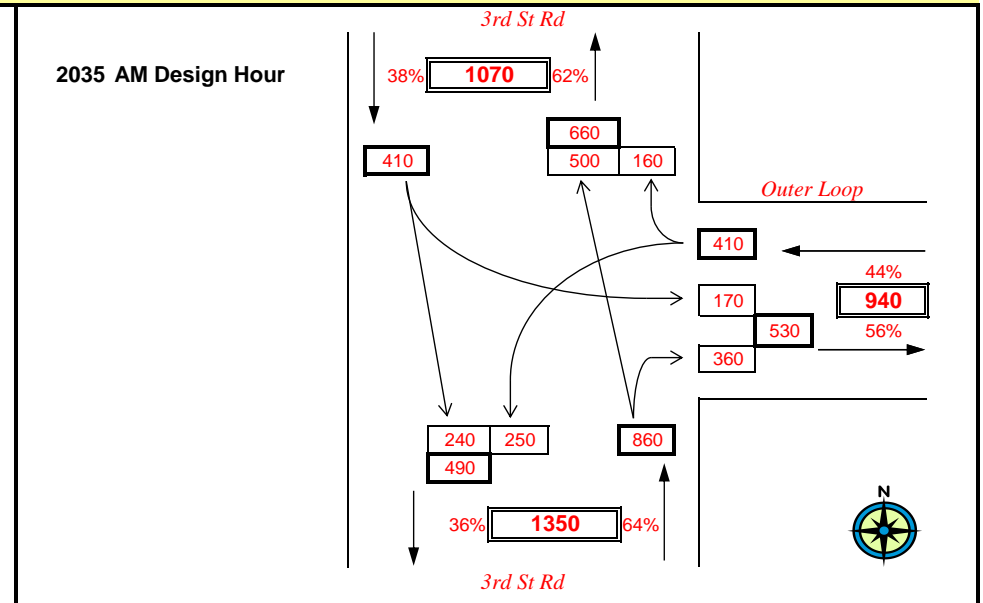 3rd St Rd
2035 AM Design Hour
38% 1070 62%
660
410 500 160
Outer Loop
410
44%
170 940
530 56%
360
240 250 860
490
N
36% 1350 64%
3rd St Rd